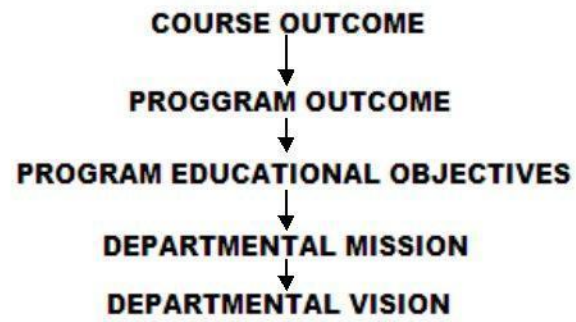 COURSE OUTCOME
PROGGRAM OUTCOME
PROGRAM EDUCATIONAL OBJECTIVES
DEPARTMENTAL MISSION
DEPARTMENTAL VISION